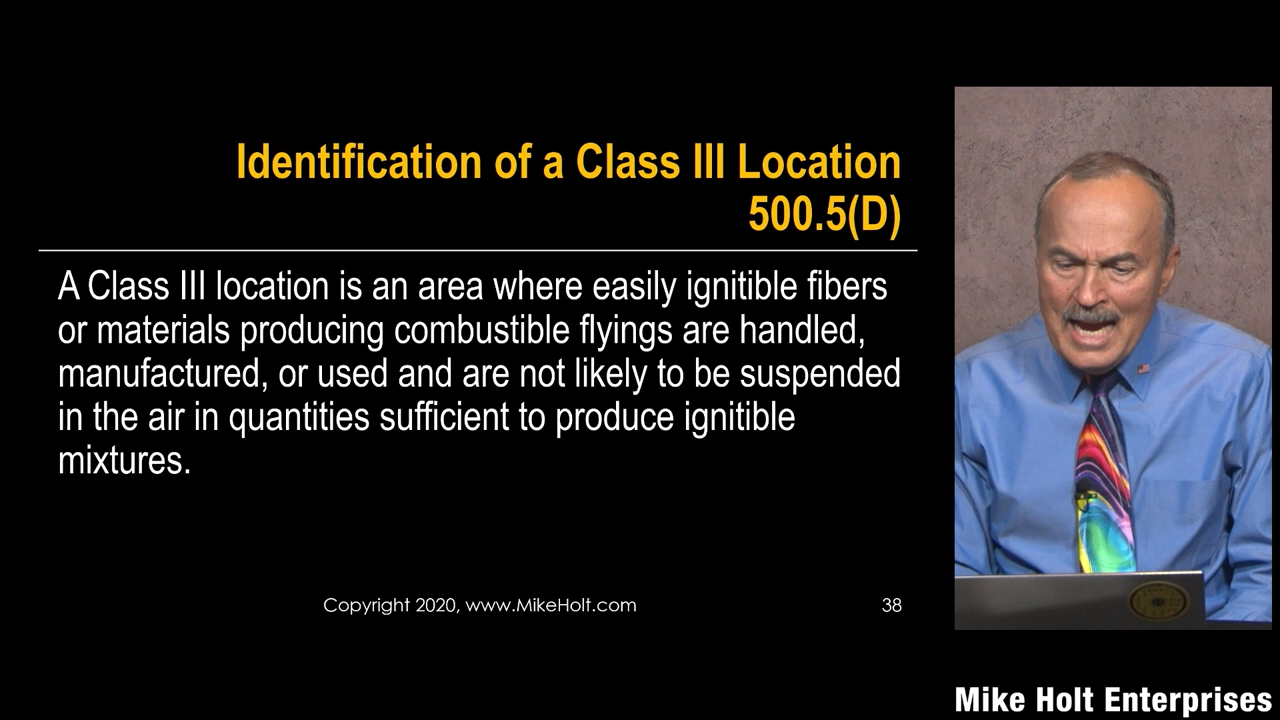 Identification of a Class III Location
500.5(D)
A Class III location is an area where easily ignitible fibers
or materials producing combustible flyings are handled,
manufactured, or used and are not likely to be suspended
in the air in quantities sufficient to produce ignitible
mixtures.
Copyright 2020, www.MikeHolt.com
38
Mike Holt Enterprises